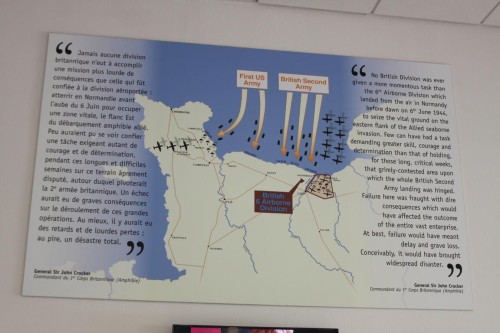 “ Jamais aucune division
britannique n'eut à accomplir
une mission plus lourde de
conséquences que celle qui fût
confiée à la division aéroportée :
atterrir en Normandie avant
l'aube du 6 Juin pour occuper
une zone vitale, le flanc Est
du débarquement amphibie allié.
Peu auraient pu se voir confier
une tâche exigeant autant de
courage et de détermination,
pendant ces longues et difficiles
semaines sur ce terrain âprement
disputé, autour duquel pivoterait
la 2e armée britannique. Un échec
aurait eu de graves conséquences
sur le déroulement de ces grandes
opérations. Au mieux, il y aurait eu
des retards et de lourdes pertes ;
au pire, un désastre total. ”
General Sir John Crocker
Commandant du 1er Corps Britannique (Amphibie)
First US
Army
British Second
Army
British
6 Airborne
Division
“ No British Division was ever
given a more momentous task than
the 6th Airborne Division which
landed from the air in Normandy
before dawn on 6th June 1944,
to seize the vital ground on the
eastern flank of the Allied seaborne
invasion. Few can have had a task
demanding greater skill, courage and
determination than that of holding,
for those long, critical weeks,
that grimly-contested area upon
which the whole British Second
Army landing was hinged.
Failure here was fraught with dire
consequences which would
have affected the outcome
of the entire vast enterprise.
At best, failure would have meant
delay and grave loss.
Conceivably, it would have brought
widespread disaster. ”
General Sir John Crocker
Commandant du 1er Corps Britannique (Amphibie)